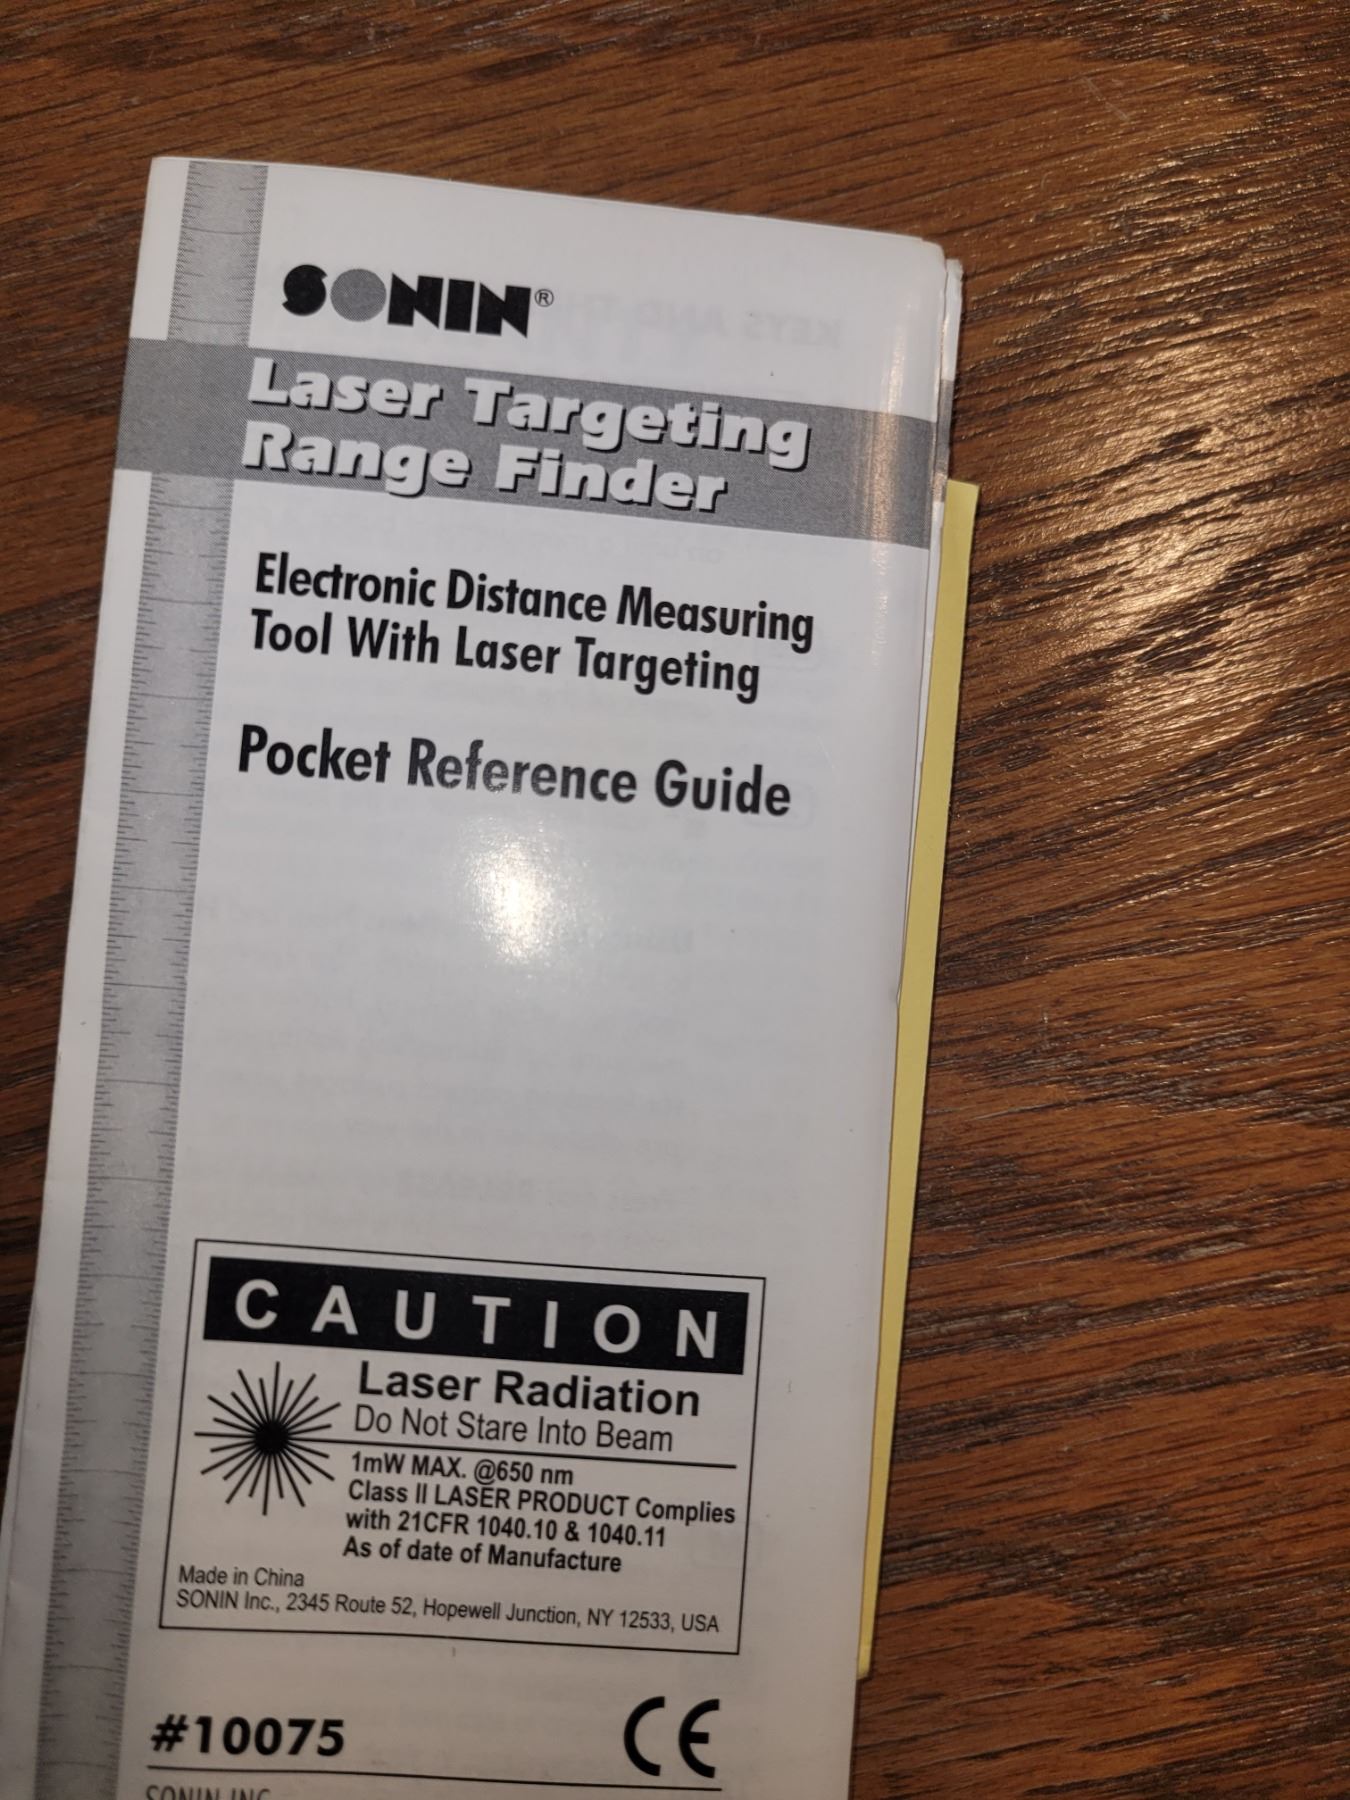 SONIN®
Laser Targeting
Range Finder
Electronic Distance Measuring
Tool With Laser Targeting
Pocket Reference Guide
CAUTION
Laser Radiation
Do Not Stare Into Beam
1mW MAX. @650 nm
Class II LASER PRODUCT Complies
with 21CFR 1040.10 & 1040.11
As of date of Manufacture
Made in China
SONIN Inc., 2345 Route 52, Hopewell Junction, NY 12533, USA
#10075 CE
SONIN INC